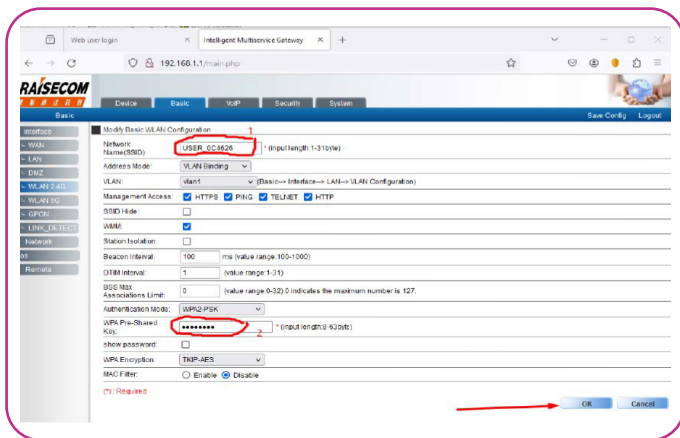 Web user login
Intelligent Multiservice Gateway
192.168.1.1/main.php
RAISECOM
Device Basic VoIP Security System
Basic
Save Config Logout
Interface
WAN
LAN
DMZ
WLAN 2.4G
WLAN 5G
GPON
LINK_DETECT
Network
Remote
Modify Basic WLAN Configuration
1
Network Name(SSID) USER_0C4626 * (input length:1-31byte)
Address Mode: VLAN Binding
VLAN: vlan1 (Basic--> Interface--> LAN--> VLAN Configuration)
Management Access: HTTPS PING TELNET HTTP
SSID Hide:
WMM:
Station Isolation:
Beacon Interval: 100 ms (value range:100-1000)
DTIM Interval: 1 (value range:1-31)
BSS Max Associations Limit: 0 (value range:0-32) 0 indicates the maximum number is 127.
Authentication Mode: WPA2-PSK
WPA Pre-Shared Key: •••••••• * (input length:8-63byte)
2
show password:
WPA Encryption: TKIP-AES
MAC Filter: Enable Disable
(*) : Required
OK Cancel